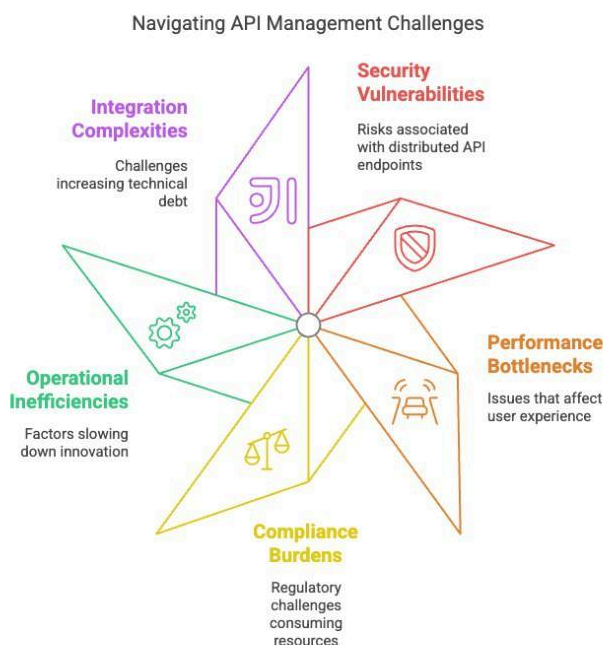 Navigating API Management Challenges
Security
Vulnerabilities
Risks associated
with distributed API
endpoints
Integration
Complexities
Challenges
increasing technical
debt
Performance
Bottlenecks
Issues that affect
user experience
Operational
Inefficiencies
Factors slowing
down innovation
Compliance
Burdens
Regulatory
challenges
consuming
resources